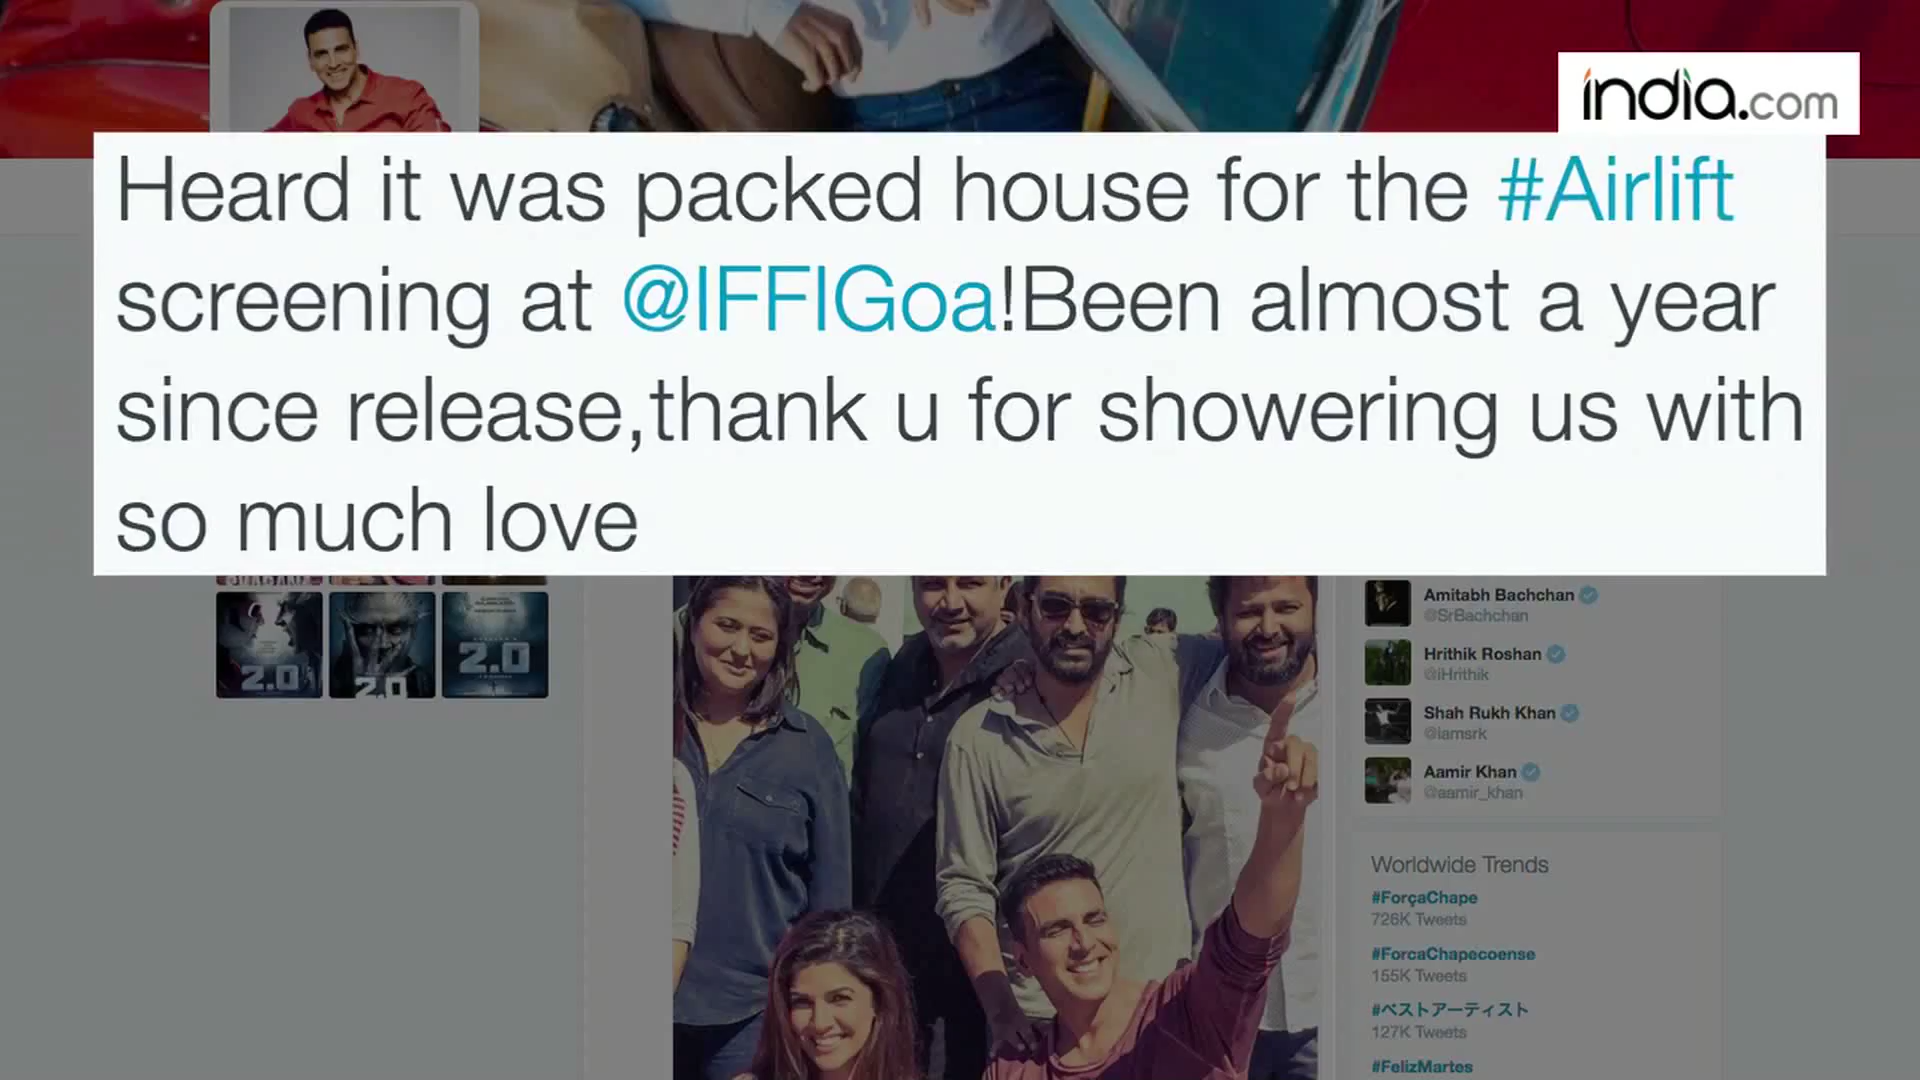 india.com
Heard it was packed house for the #Airlift
screening at @IFFIGoa!Been almost a year
since release,thank u for showering us with
so much love
2.0
2.0
2.0
Amitabh Bachchan
@SrBachchan
Hrithik Roshan
@iHrithik
Shah Rukh Khan
@iamsrk
Aamir Khan
@aamir_khan
Worldwide Trends
#ForçaChape
726K Tweets
#ForcaChapecoense
155K Tweets
#ベストアーティスト
127K Tweets
#FelizMartes